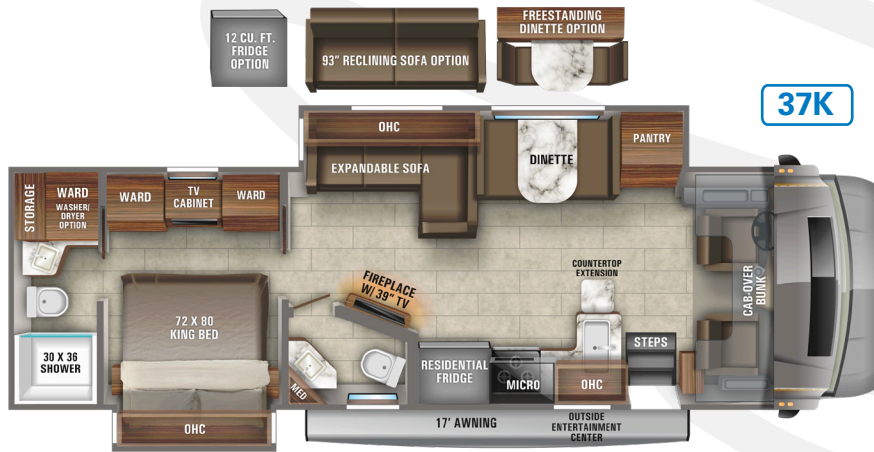 12 CU. FT.
FRIDGE
OPTION
93” RECLINING SOFA OPTION
FREESTANDING
DINETTE OPTION
37K
OHC
EXPANDABLE SOFA
DINETTE
PANTRY
STORAGE
WARD
WASHER/
DRYER
OPTION
WARD
TV
CABINET
WARD
FIREPLACE
W/ 39” TV
COUNTERTOP
EXTENSION
CAB-OVER
BUNK
72 X 80
KING BED
30 X 36
SHOWER
MED
RESIDENTIAL
FRIDGE
MICRO
OHC
STEPS
OHC
17’ AWNING
OUTSIDE
ENTERTAINMENT
CENTER